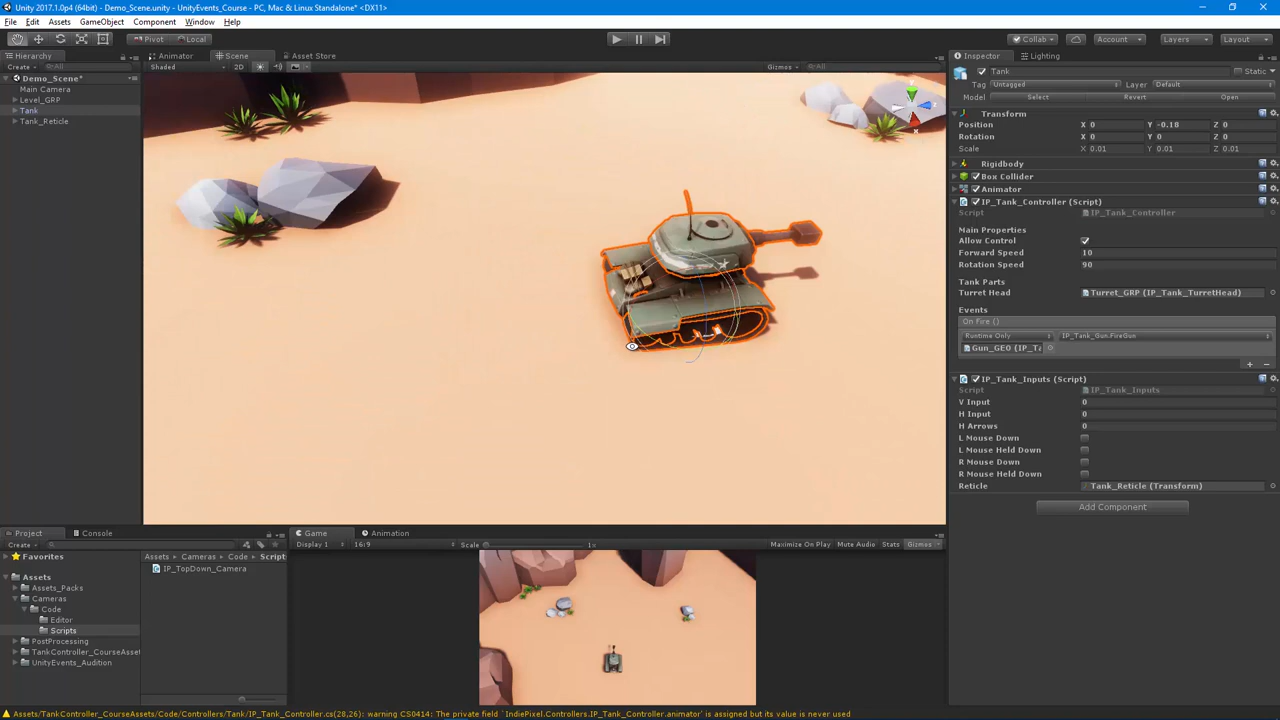 Unity 2017.1.0p4 (64bit) - Demo_Scene.unity - UnityEvents_Course - PC, Mac & Linux Standalone* <DX11>
File Edit Assets GameObject Component Window Help
Pivot Local Collab Account Layers Layout
Hierarchy Animator Scene Asset Store Inspector Lighting
Create All Shaded 2D Gizmos All
Demo_Scene*
Main Camera
Level_GRP
Tank
Tank_Reticle
Tank Static
Tag Untagged Layer Default
Model Select Revert Open
Transform
Position X 0 Y -0.18 Z 0
Rotation X 0 Y 0 Z 0
Scale X 0.01 Y 0.01 Z 0.01
Rigidbody
Box Collider
Animator
IP_Tank_Controller (Script)
Script IP_Tank_Controller
Main Properties
Allow Control
Forward Speed 10
Rotation Speed 90
Tank Parts
Turret Head Turret_GRP (IP_Tank_TurretHead)
Events
On Fire ()
Runtime Only IP_Tank_Gun.FireGun
Gun_GEO (IP_Ta
IP_Tank_Inputs (Script)
Script IP_Tank_Inputs
V Input 0
H Input 0
H Arrows 0
L Mouse Down
L Mouse Held Down
R Mouse Down
R Mouse Held Down
Reticle Tank_Reticle (Transform)
Add Component
Project Console Game Animation
Create Display 1 16:9 Scale 1x Maximize On Play Mute Audio Stats Gizmos
Favorites
Assets
Assets_Packs
Cameras
Code
Editor
Scripts
PostProcessing
TankController_CourseAsset
UnityEvents_Audition
Assets Cameras Code Script
IP_TopDown_Camera
Assets/TankController_CourseAssets/Code/Controllers/Tank/IP_Tank_Controller.cs(28,26): warning CS0414: The private field `IndiePixel.Controllers.IP_Tank_Controller.animator' is assigned but its value is never used